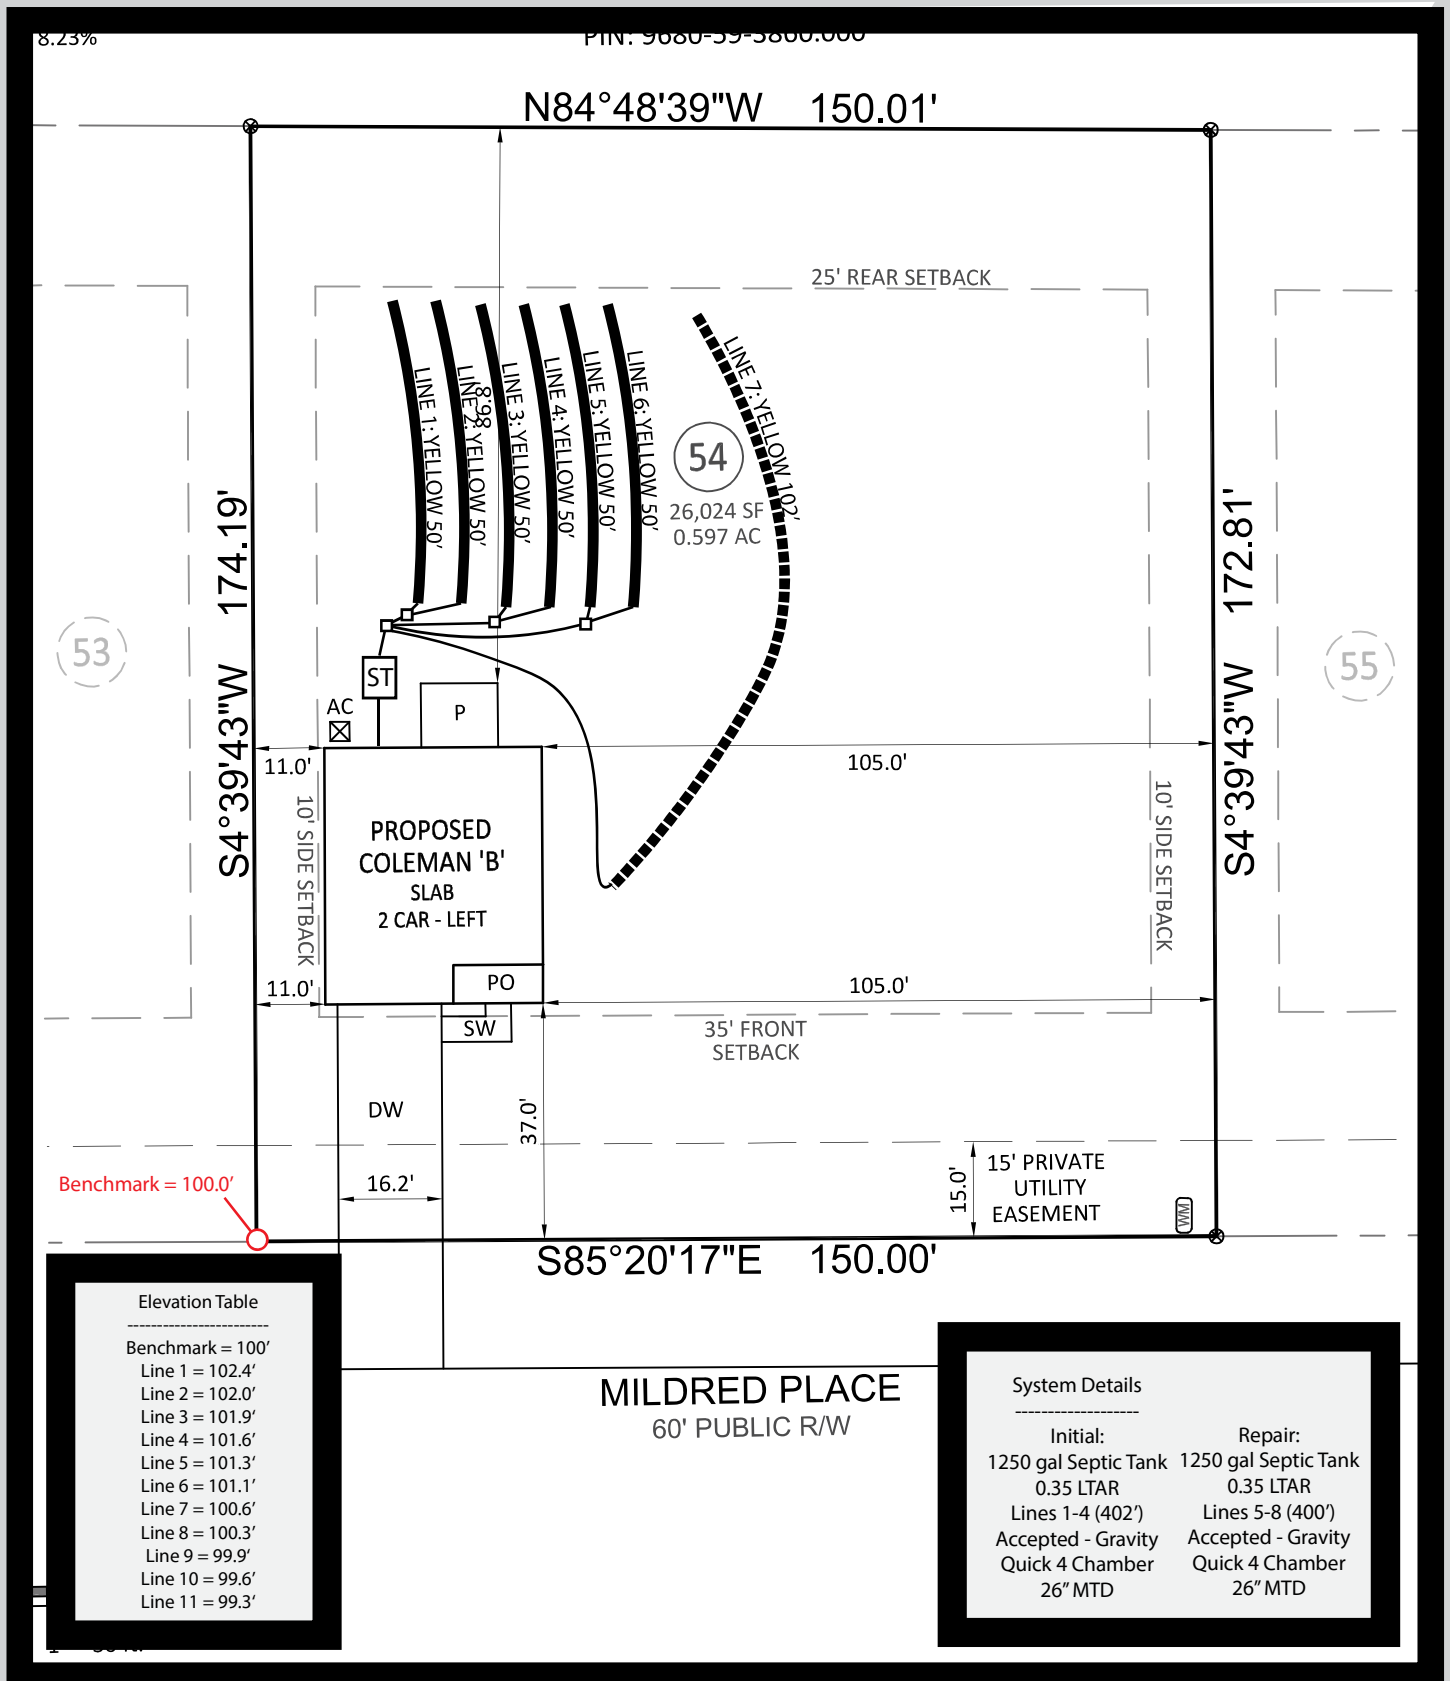 8.23%
PIN: 9680-59-3860.000
N84°48'39"W 150.01'
25' REAR SETBACK
LINE 1: YELLOW 50'
LINE 2: YELLOW 50'
86.8
LINE 3: YELLOW 50'
LINE 4: YELLOW 50'
LINE 5: YELLOW 50'
LINE 6: YELLOW 50'
LINE 7: YELLOW 102'
54
26,024 SF
0.597 AC
S4°39'43"W 174.19'
S4°39'43"W 172.81'
53
55
ST
AC
P
11.0'
105.0'
10' SIDE SETBACK
10' SIDE SETBACK
PROPOSED
COLEMAN 'B'
SLAB
2 CAR - LEFT
PO
11.0'
105.0'
SW
35' FRONT
SETBACK
DW
37.0'
Benchmark = 100.0'
16.2'
15.0'
15' PRIVATE
UTILITY
EASEMENT
WM
S85°20'17"E 150.00'
Elevation Table
------------------------
Benchmark = 100'
Line 1 = 102.4'
Line 2 = 102.0'
Line 3 = 101.9'
Line 4 = 101.6'
Line 5 = 101.3'
Line 6 = 101.1'
Line 7 = 100.6'
Line 8 = 100.3'
Line 9 = 99.9'
Line 10 = 99.6'
Line 11 = 99.3'
MILDRED PLACE
60' PUBLIC R/W
System Details
-------------------
Initial:
1250 gal Septic Tank
0.35 LTAR
Lines 1-4 (402')
Accepted - Gravity
Quick 4 Chamber
26" MTD
Repair:
1250 gal Septic Tank
0.35 LTAR
Lines 5-8 (400')
Accepted - Gravity
Quick 4 Chamber
26" MTD